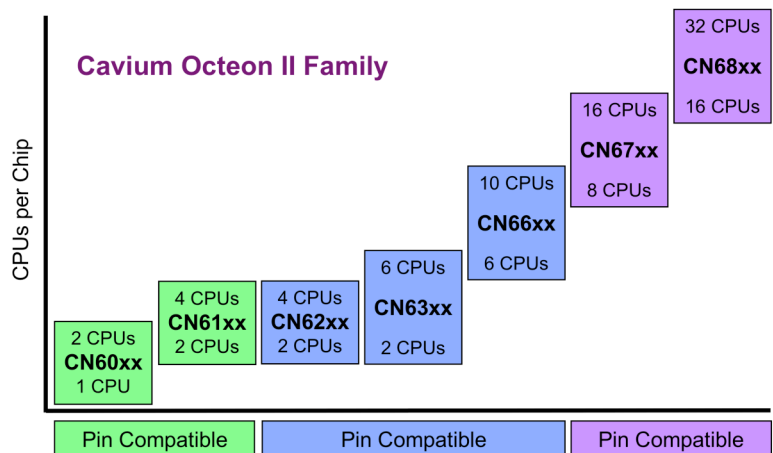 Cavium Octeon II Family
CPUs per Chip
2 CPUs
CN60xx
1 CPU
4 CPUs
CN61xx
2 CPUs
4 CPUs
CN62xx
2 CPUs
6 CPUs
CN63xx
2 CPUs
10 CPUs
CN66xx
6 CPUs
16 CPUs
CN67xx
8 CPUs
32 CPUs
CN68xx
16 CPUs
Pin Compatible
Pin Compatible
Pin Compatible